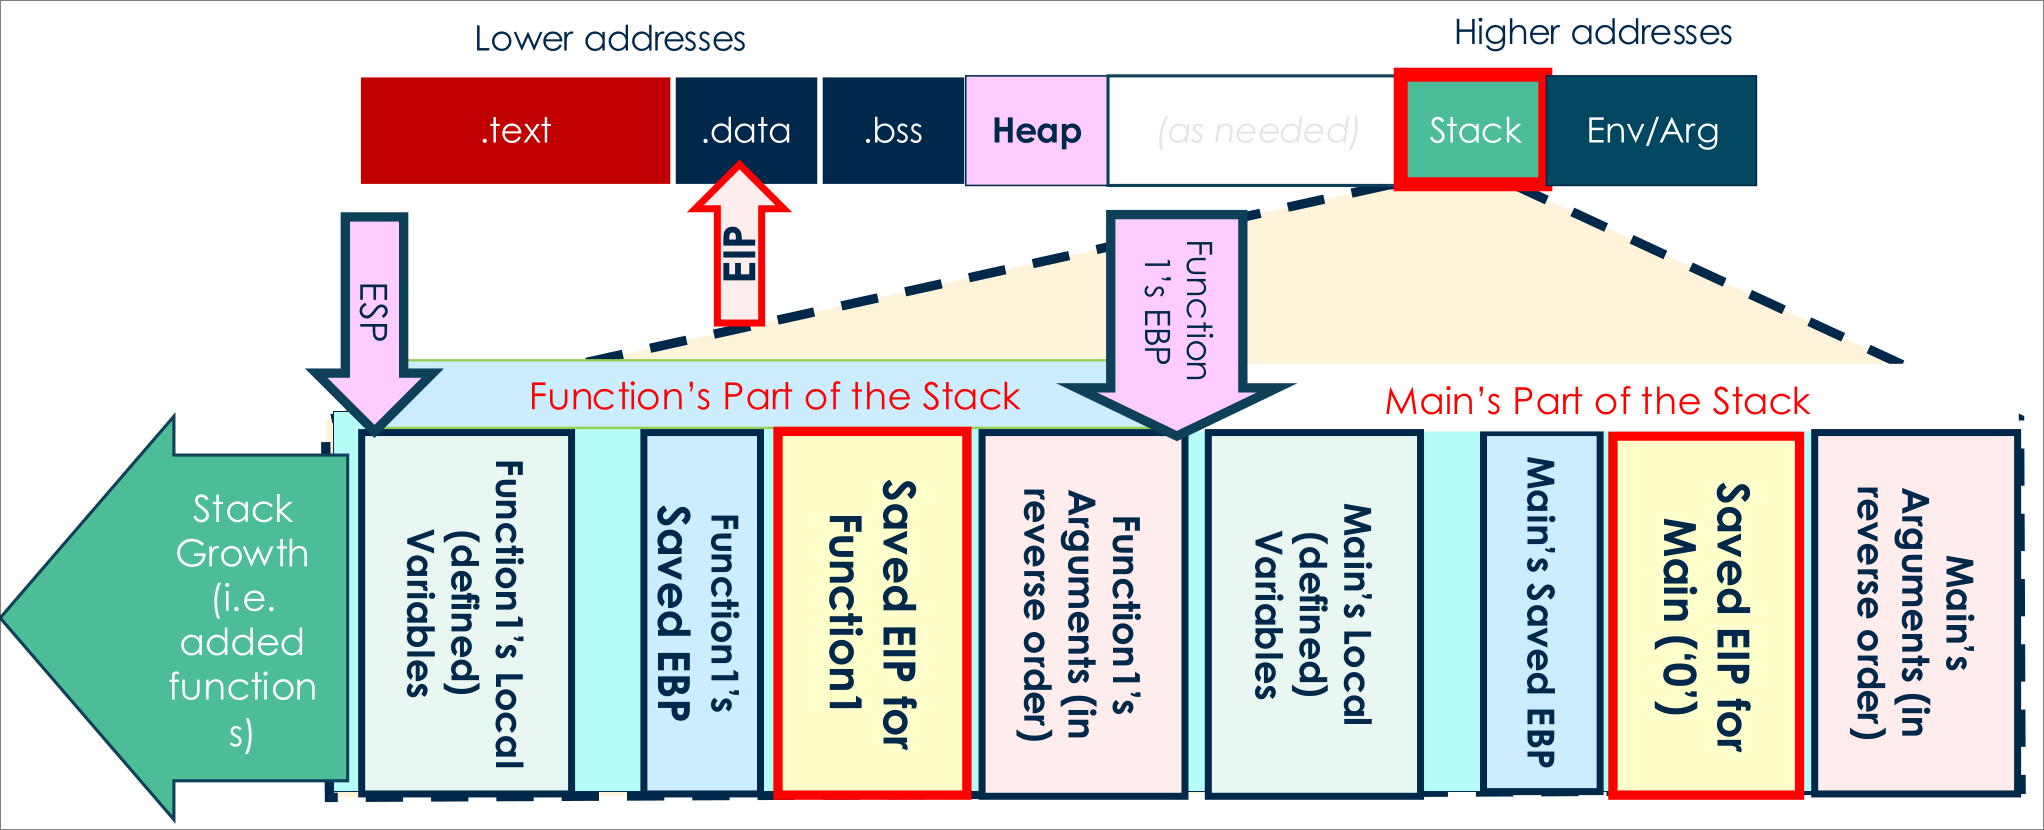 Lower addresses
Higher addresses
.text
.data
.bss
Heap
(as needed)
Stack
Env/Arg
ESP
EIP
Function
1’s EBP
Function’s Part of the Stack
Main’s Part of the Stack
Stack
Growth
(i.e.
added
function
s)
Function1’s Local
(defined)
Variables
Function1’s
Saved EBP
Saved EIP for
Function1
Function1’s
Arguments (in
reverse order)
Main’s Local
(defined)
Variables
Main’s Saved EBP
Saved EIP for
Main (‘0’)
Main’s
Arguments (in
reverse order)